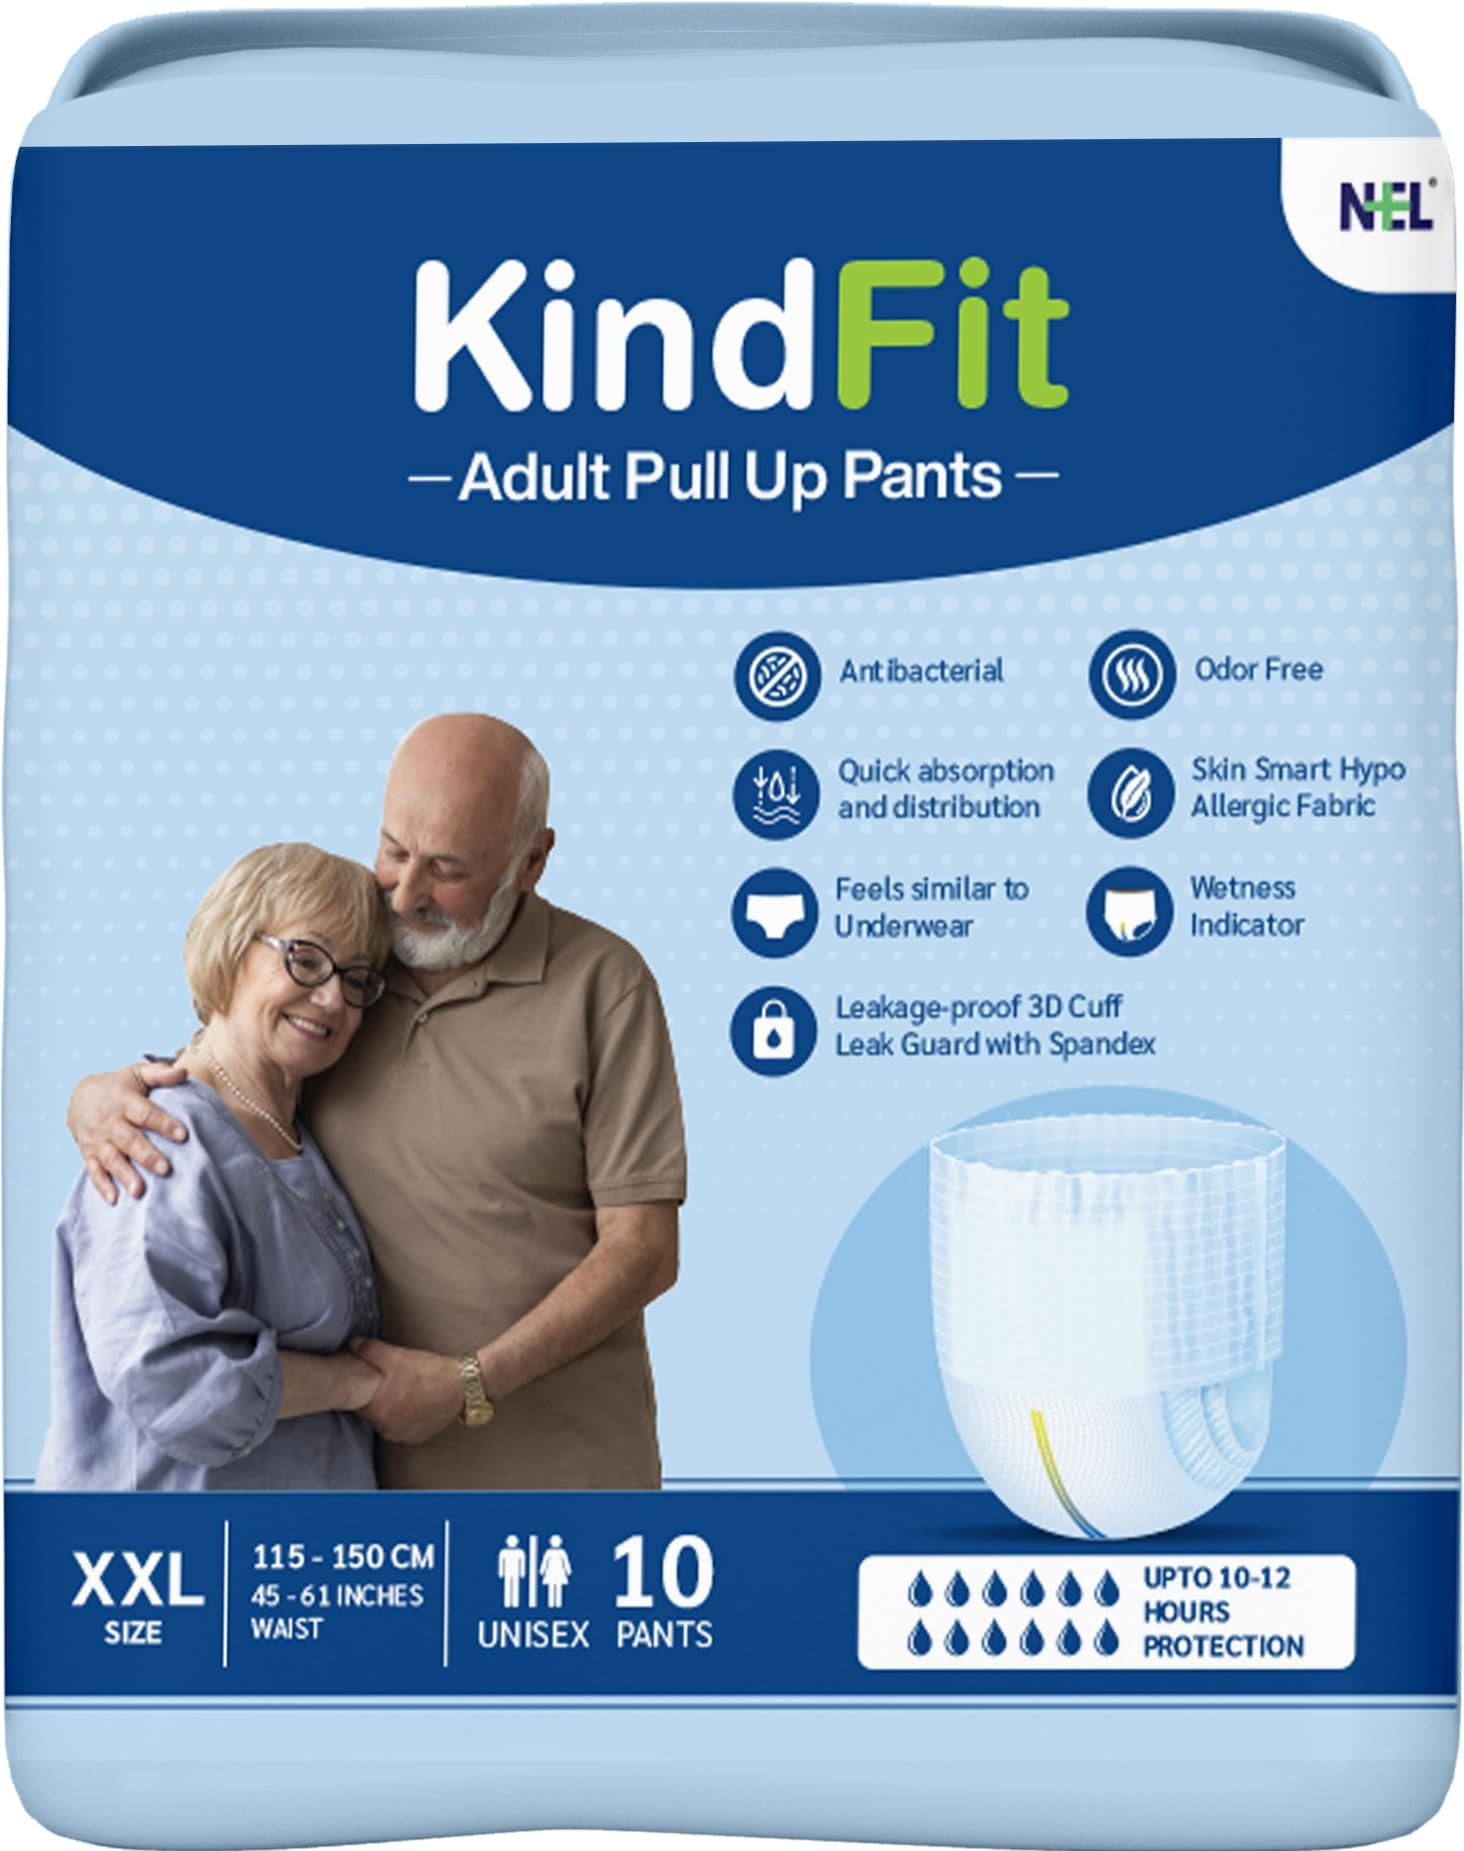 NEL®
KindFit
Adult Pull Up Pants
Antibacterial
Odor Free
Quick absorption
and distribution
Skin Smart Hypo
Allergic Fabric
Feels similar to
Underwear
Wetness
Indicator
Leakage-proof 3D Cuff
Leak Guard with Spandex
XXL
SIZE
115 - 150 CM
45 - 61 INCHES
WAIST
UNISEX
10
PANTS
UPTO 10-12
HOURS
PROTECTION